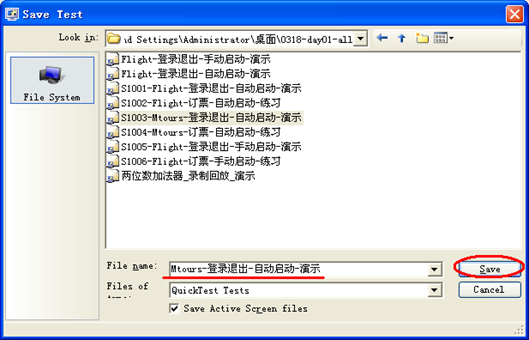 Save Test
Look in:
ıd Settings\Administrator\桌面\0318-day01-all
File System
Flight-登录退出-手动启动-演示
Flight-登录退出-自动启动-演示
S1001-Flight-登录退出-自动启动-演示
S1002-Flight-订票-自动启动-练习
S1003-Mtours-登录退出-自动启动-演示
S1004-Mtours-订票-自动启动-练习
S1005-Flight-登录退出-手动启动-演示
S1006-Flight-订票-手动启动-练习
两位数加法器_录制回放_演示
File name:
Mtours-登录退出-自动启动-演示
Save
Files of
QuickTest Tests
Cancel
Save Active Screen files